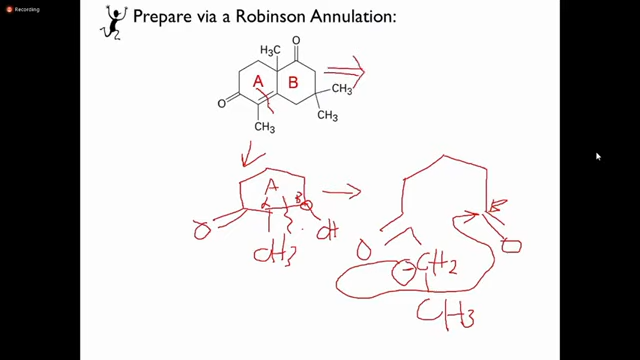 Recording
Prepare via a Robinson Annulation:
O
H₃C
A B
CH₃
O
CH₃
CH₃
A
α β
O
CH3
OH
O
O
- CH2
CH3